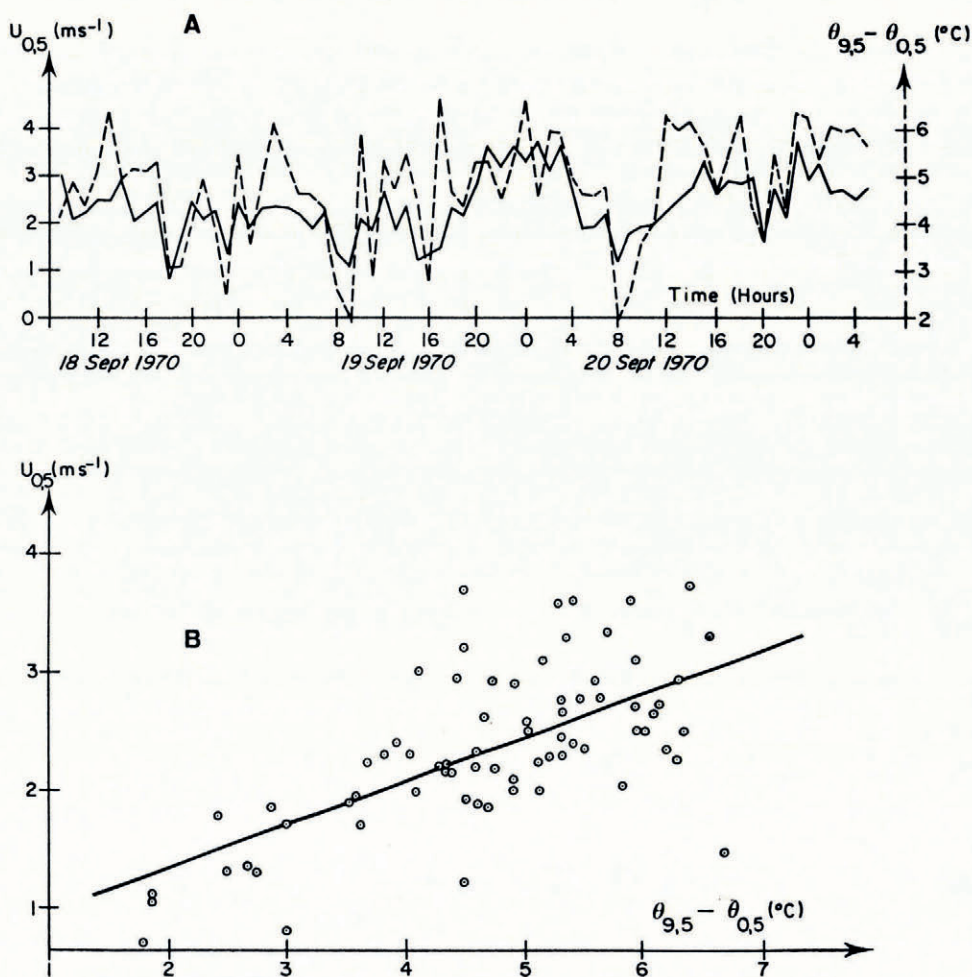 A
U0,5 (ms-1)
θ9,5 – θ0,5 (°C)
4
3
2
1
0
6
5
4
3
2
Time (Hours)
12 16 20 0 4 8 12 16 20 0 4 8 12 16 20 0 4
18 Sept 1970 19 Sept 1970 20 Sept 1970
U0,5 (ms-1)
4
B
3
2
1
θ9,5 – θ0,5 (°C)
1 2 3 4 5 6 7